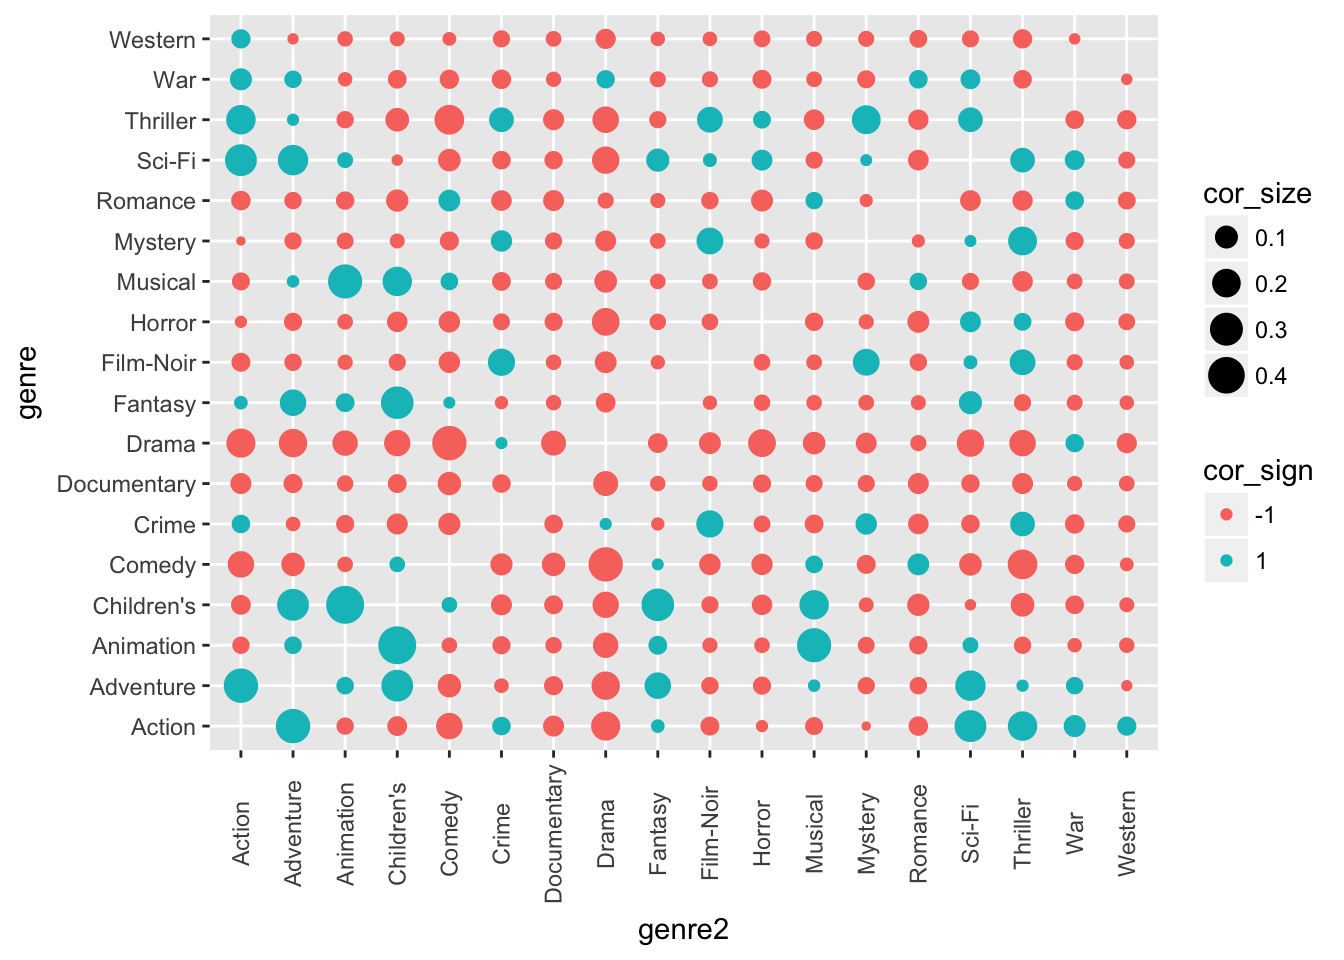 Western
War
Thriller
Sci-Fi
Romance
Mystery
Musical
Horror
Film-Noir
Fantasy
Drama
Documentary
Crime
Comedy
Children's
Animation
Adventure
Action
genre
Action
Adventure
Animation
Children's
Comedy
Crime
Documentary
Drama
Fantasy
Film-Noir
Horror
Musical
Mystery
Romance
Sci-Fi
Thriller
War
Western
genre2
cor_size
0.1
0.2
0.3
0.4
cor_sign
-1
1